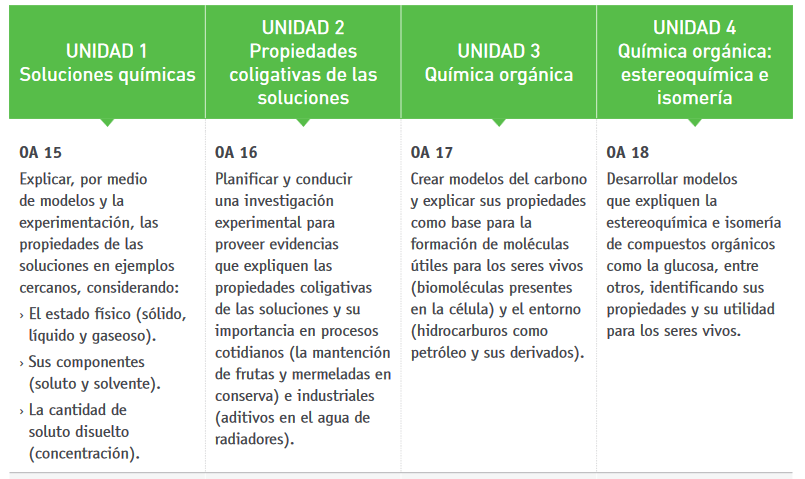 UNIDAD 1
Soluciones químicas
UNIDAD 2
Propiedades
coligativas de las
soluciones
UNIDAD 3
Química orgánica
UNIDAD 4
Química orgánica:
estereoquímica e
isomería
OA 15
Explicar, por medio
de modelos y la
experimentación, las
propiedades de las
soluciones en ejemplos
cercanos, considerando:
› El estado físico (sólido,
líquido y gaseoso).
› Sus componentes
(soluto y solvente).
› La cantidad de
soluto disuelto
(concentración).
OA 16
Planificar y conducir
una investigación
experimental para
proveer evidencias
que expliquen las
propiedades coligativas
de las soluciones y su
importancia en procesos
cotidianos (la mantención
de frutas y mermeladas en
conserva) e industriales
(aditivos en el agua de
radiadores).
OA 17
Crear modelos del carbono
y explicar sus propiedades
como base para la
formación de moléculas
útiles para los seres vivos
(biomoléculas presentes
en la célula) y el entorno
(hidrocarburos como
petróleo y sus derivados).
OA 18
Desarrollar modelos
que expliquen la
estereoquímica e isomería
de compuestos orgánicos
como la glucosa, entre
otros, identificando sus
propiedades y su utilidad
para los seres vivos.